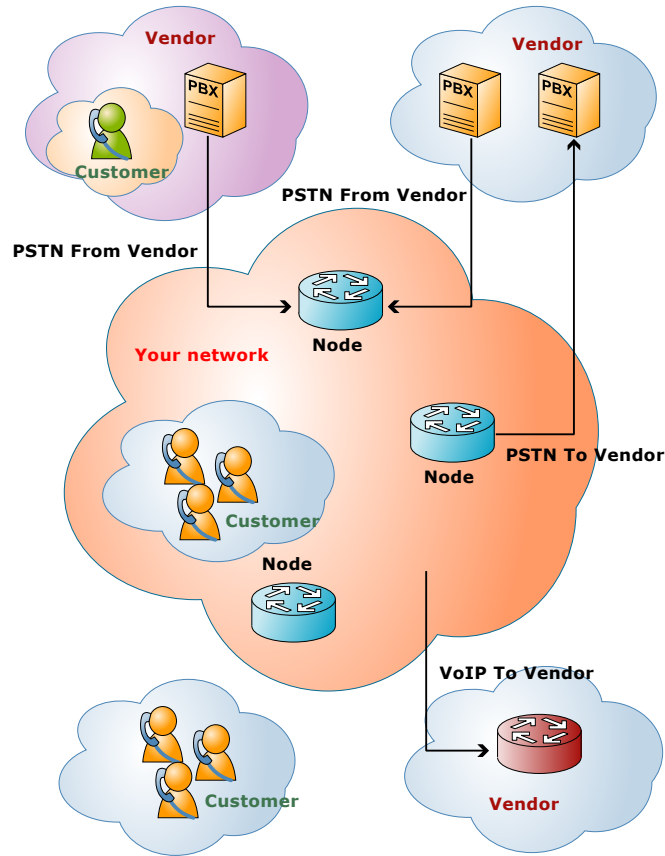 Vendor
Vendor
PBX
PBX
PBX
Customer
PSTN From Vendor
PSTN From Vendor
Node
Your network
Node
PSTN To Vendor
Customer
Node
VoIP To Vendor
Customer
Vendor